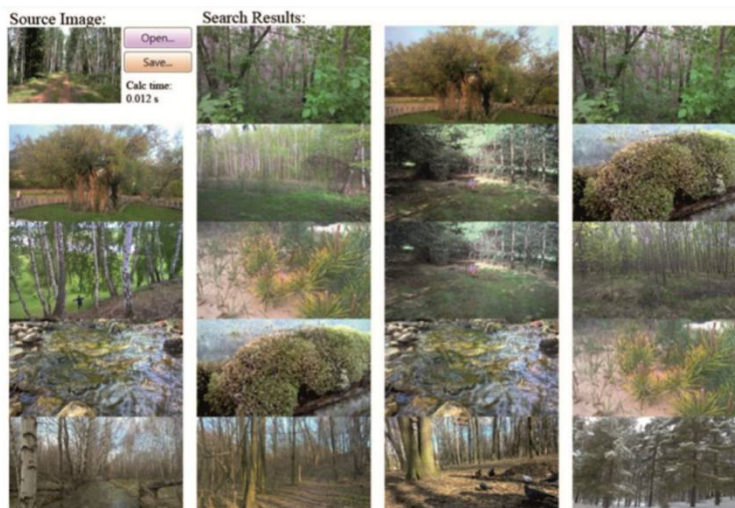 Source Image:
Search Results:
Open...
Save...
Calc time:
0.012 s